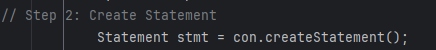 // Step 2: Create Statement
Statement stmt = con.createStatement();